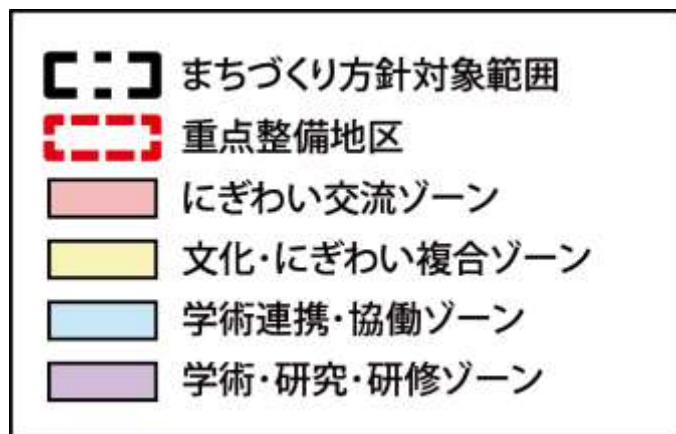 まちづくり方針対象範囲
重点整備地区
にぎわい交流ゾーン
文化・にぎわい複合ゾーン
学術連携・協働ゾーン
学術・研究・研修ゾーン